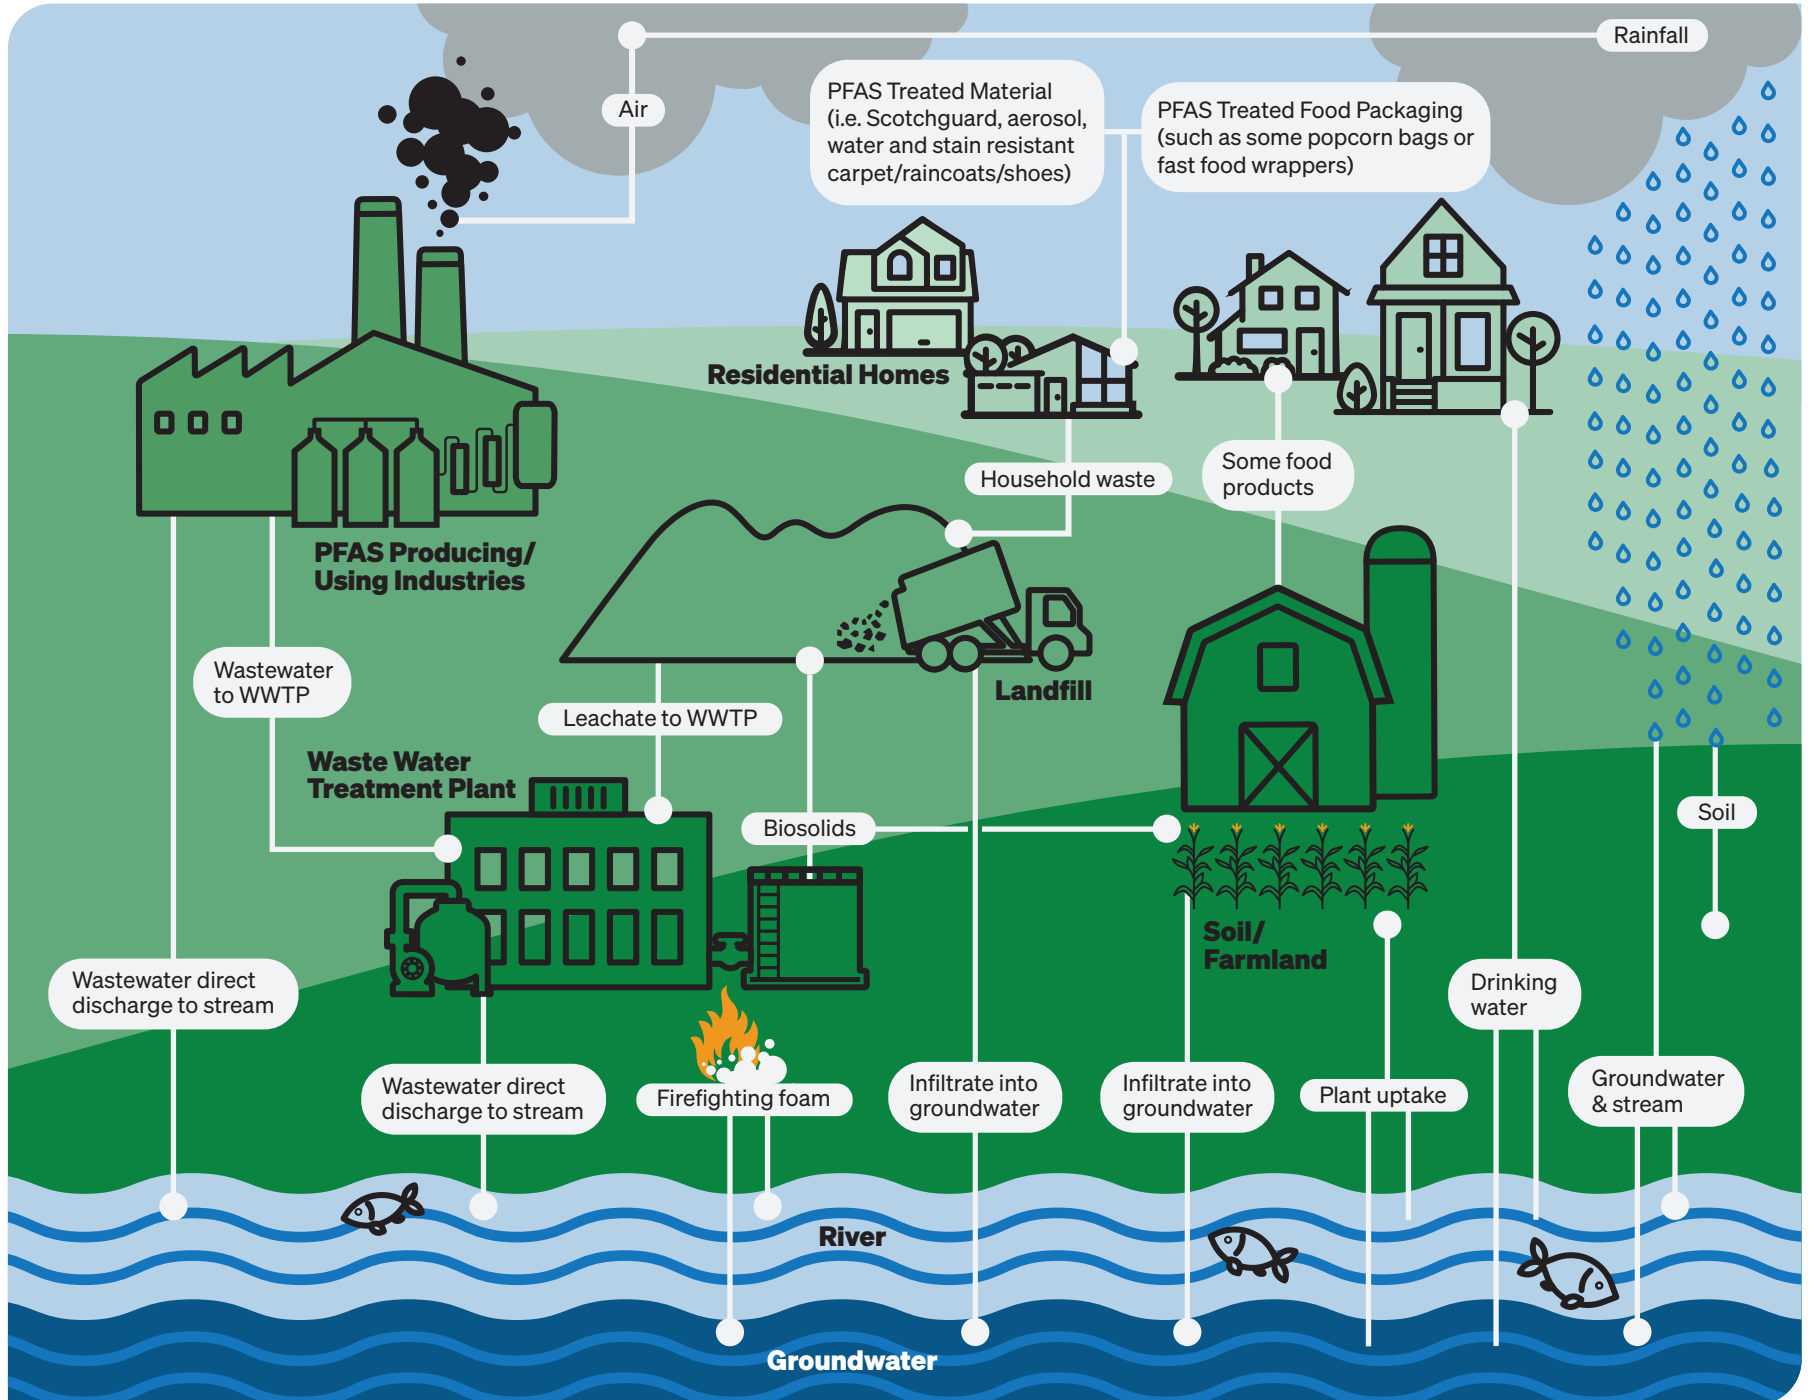 Rainfall
Air
PFAS Treated Material
(i.e. Scotchguard, aerosol,
water and stain resistant
carpet/raincoats/shoes)
PFAS Treated Food Packaging
(such as some popcorn bags or
fast food wrappers)
Residential Homes
Household waste
Some food
products
PFAS Producing/
Using Industries
Landfill
Wastewater
to WWTP
Leachate to WWTP
Waste Water
Treatment Plant
Biosolids
Soil
Soil/
Farmland
Wastewater direct
discharge to stream
Drinking
water
Wastewater direct
discharge to stream
Firefighting foam
Infiltrate into
groundwater
Infiltrate into
groundwater
Plant uptake
Groundwater
& stream
River
Groundwater